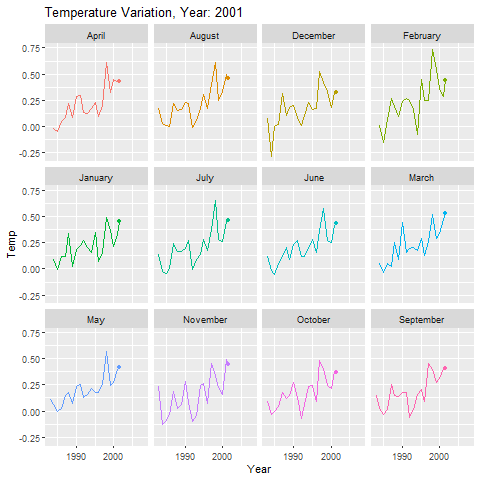 Temperature Variation, Year: 2001
April August December February
0.75
0.50
0.25
0.00
-0.25
January July June March
0.75
0.50
0.25
0.00
-0.25
Temp
May November October September
0.75
0.50
0.25
0.00
-0.25
1990 2000 1990 2000 1990 2000 1990 2000
Year